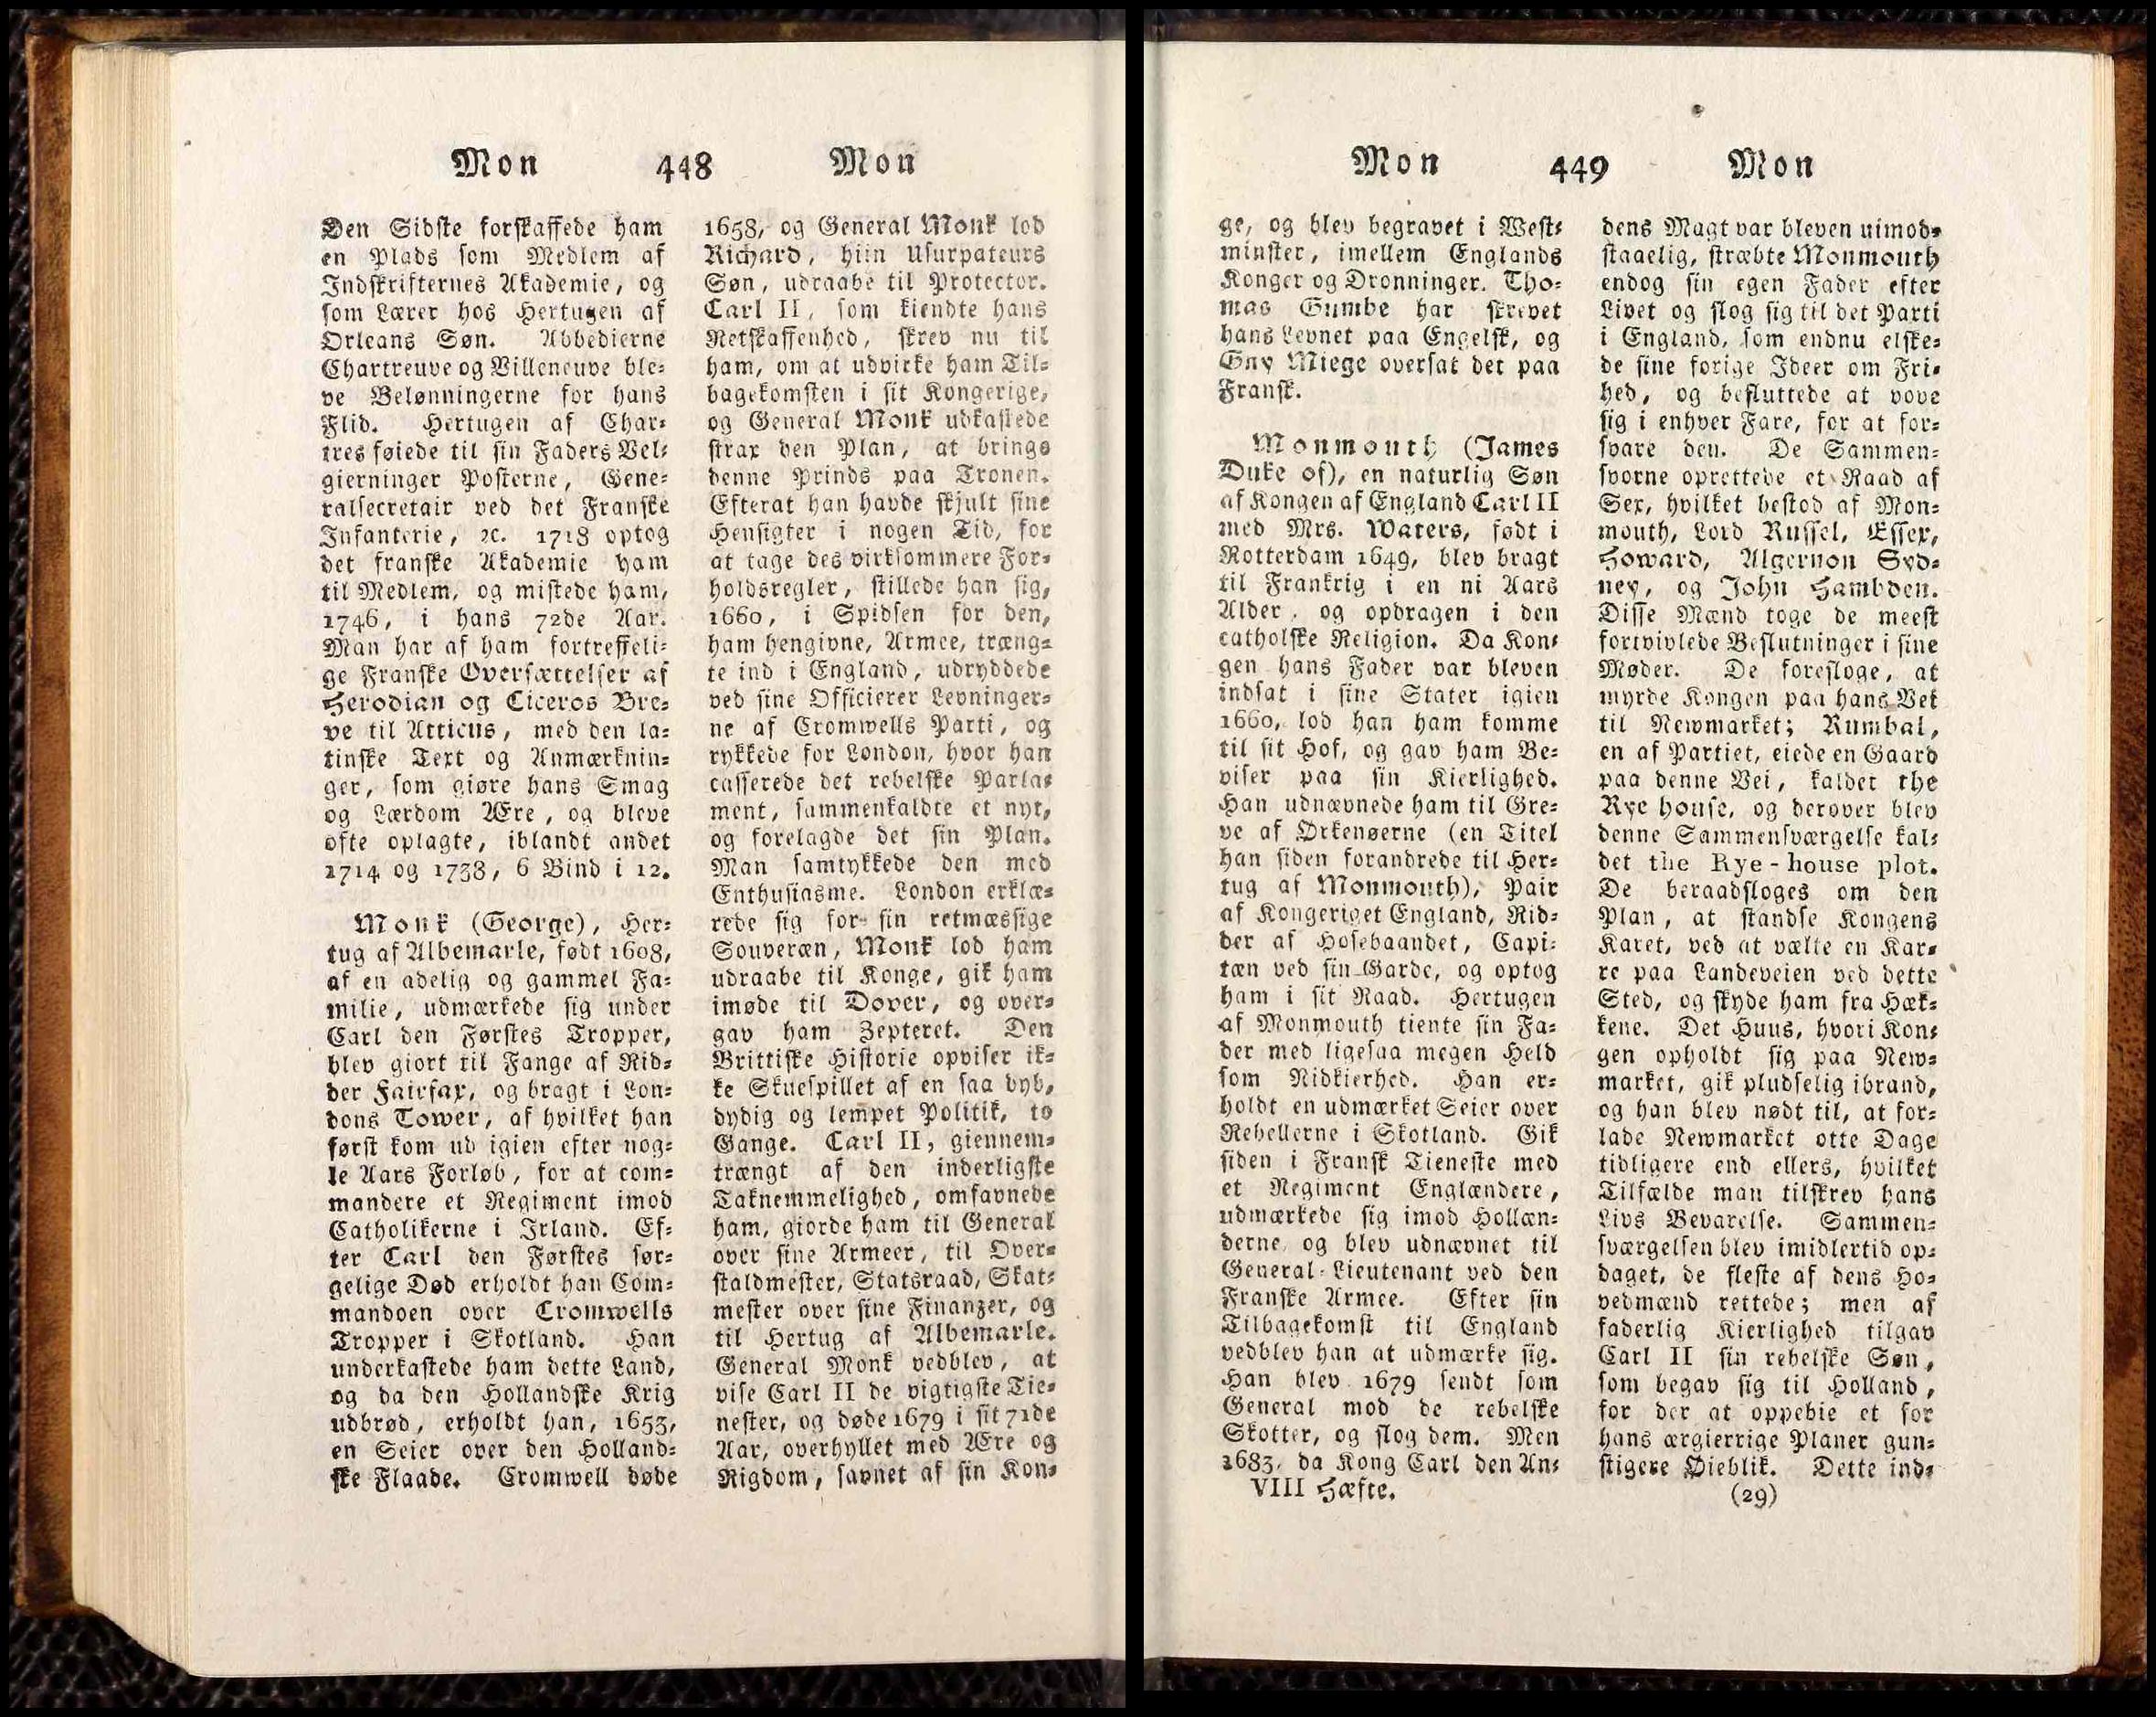 Mon 448 Mon
Den Sidste forskaffede ham
en Plads som Medlem af
Indskrifternes Akademie, og
som Lærer hos Hertugen af
Orleans Søn. Abbedierne
Chartreuve og Villeneuve ble-
ve Belønningerne for hans
Flid. Hertugen af Char-
tres føiede til sin Faders Vel-
gierninger Posterne, Gene-
ralsecretair ved det Franske
Infanterie, ꝛc. 1718 optog
det franske Akademie ham
til Medlem, og mistede ham,
1746, i hans 72de Aar.
Man har af ham fortreffeli-
ge Franske Oversættelser af
Herodian og Ciceros Bre-
ve til Atticus, med den la-
tinske Text og Anmærknin-
ger, som giøre hans Smag
og Lærdom Ære, og bleve
ofte oplagte, iblandt andet
1714 og 1738, 6 Bind i 12.
Monk (George), Her-
tug af Albemarle, født 1608,
af en adelig og gammel Fa-
milie, udmærkede sig under
Carl den Førstes Tropper,
blev giort til Fange af Rid-
der Fairfax, og bragt i Lon-
dons Tower, af hvilket han
først kom ud igien efter nog-
le Aars Forløb, for at com-
mandere et Regiment imod
Catholikerne i Irland. Ef-
ter Carl den Førstes sør-
gelige Død erholdt han Com-
mandoen over Cromwells
Tropper i Skotland. Han
underkastede ham dette Land,
og da den Hollandske Krig
udbrød, erholdt han, 1653,
en Seier over den Holland-
ske Flaade. Cromwell døde
1658, og General Monk lod
Richard, hiin Usurpateurs
Søn, udraabe til Protector.
Carl II, som kiendte hans
Retskaffenhed, skrev nu til
ham, om at udvirke ham Til-
bagekomsten i sit Kongerige,
og General Monk udkastede
strax den Plan, at bringe
denne Prinds paa Tronen.
Efterat han havde skjult sine
Hensigter i nogen Tid, for
at tage des virksommere For-
holdsregler, stillede han sig,
1660, i Spidsen for den,
ham hengivne, Armee, træng-
te ind i England, udryddede
ved sine Officierer Levninger-
ne af Cromwells Parti, og
rykkede for London, hvor han
casserede det rebelske Parla-
ment, sammenkaldte et nyt,
og forelagde det sin Plan.
Man samtykkede den med
Enthusiasme. London erklæ-
rede sig for sin retmæssige
Souveræn, Monk lod ham
udraabe til Konge, gik ham
imøde til Dover, og over-
gav ham Zepteret. Den
Brittiske Historie opviser ik-
ke Skuespillet af en saa dyb,
dydig og lempet Politik, to
Gange. Carl II, giennem-
trængt af den inderligste
Taknemmelighed, omfavnede
ham, giorde ham til General
over sine Armeer, til Over-
staldmester, Statsraad, Skat-
mester over sine Finanzer, og
til Hertug af Albemarle.
General Monk vedblev, at
vise Carl II de vigtigste Tie-
nester, og døde 1679 i sit 71de
Aar, overhyllet med Ære og
Rigdom, savnet af sin Kon-
Mon 449 Mon
ge, og blev begravet i West-
minster, imellem Englands
Konger og Dronninger. Tho-
mas Gumbe har skrevet
hans Levnet paa Engelsk, og
Guy Miege oversat det paa
Fransk.
Monmouth (James
Duke of), en naturlig Søn
af Kongen af England Carl II
med Mrs. Waters, født i
Rotterdam 1649, blev bragt
til Frankrig i en ni Aars
Alder, og opdragen i den
catholske Religion. Da Kon-
gen hans Fader var bleven
indsat i sine Stater igien
1660, lod han ham komme
til sit Hof, og gav ham Be-
viser paa sin Kierlighed.
Han udnævnede ham til Gre-
ve af Ørkenøerne (en Titel
han siden forandrede til Her-
tug af Monmouth), Pair
af Kongeriget England, Rid-
der af Hosebaandet, Capi-
tæn ved sin Garde, og optog
ham i sit Raad. Hertugen
af Monmouth tiente sin Fa-
der med ligesaa megen Held
som Nidkierhed. Han er-
holdt en udmærket Seier over
Rebellerne i Skotland. Gik
siden i Fransk Tieneste med
et Regiment Englændere,
udmærkede sig imod Hollæn-
derne og blev udnævnet til
General-Lieutenant ved den
Franske Armee. Efter sin
Tilbagekomst til England
vedblev han at udmærke sig.
Han blev 1679 sendt som
General mod de rebelske
Skotter, og slog dem. Men
1683, da Kong Carl den An-
VIII Hæfte.
dens Magt var bleven uimod-
staaelig, stræbte Monmouth
endog sin egen Fader efter
Livet og slog sig til det Parti
i England, som endnu elske-
de sine forige Ideer om Fri-
hed, og besluttede at vove
sig i enhver Fare, for at for-
svare den. De Sammen-
svorne oprettede et Raad af
Sex, hvilket bestod af Mon-
mouth, Lord Russel, Essex,
Howard, Algernon Syd-
ney, og John Hambden.
Disse Mænd toge de meest
fortvivlede Beslutninger i sine
Møder. De foresloge, at
myrde Kongen paa hans Vei
til Newmarket; Rumbal,
en af Partiet, eiede en Gaard
paa denne Vei, kaldet the
Rye house, og derover blev
denne Sammensværgelse kal-
det the Rye-house plot.
De beraadsloges om den
Plan, at standse Kongens
Karet, ved at vælte en Kar-
re paa Landeveien ved dette
Sted, og skyde ham fra Hæk-
kene. Det Huus, hvori Kon-
gen opholdt sig paa New-
market, gik pludselig ibrand,
og han blev nødt til, at for-
lade Newmarket otte Dage
tidligere end ellers, hvilket
Tilfælde man tilskrev hans
Livs Bevarelse. Sammen-
sværgelsen blev imidlertid op-
daget, de fleste af dens Ho-
vedmænd rettede; men af
faderlig Kierlighed tilgav
Carl II sin rebelske Søn,
som begav sig til Holland,
for der at oppebie et for
hans ærgierrige Planer gun-
stigere Øieblik. Dette ind-
(29)